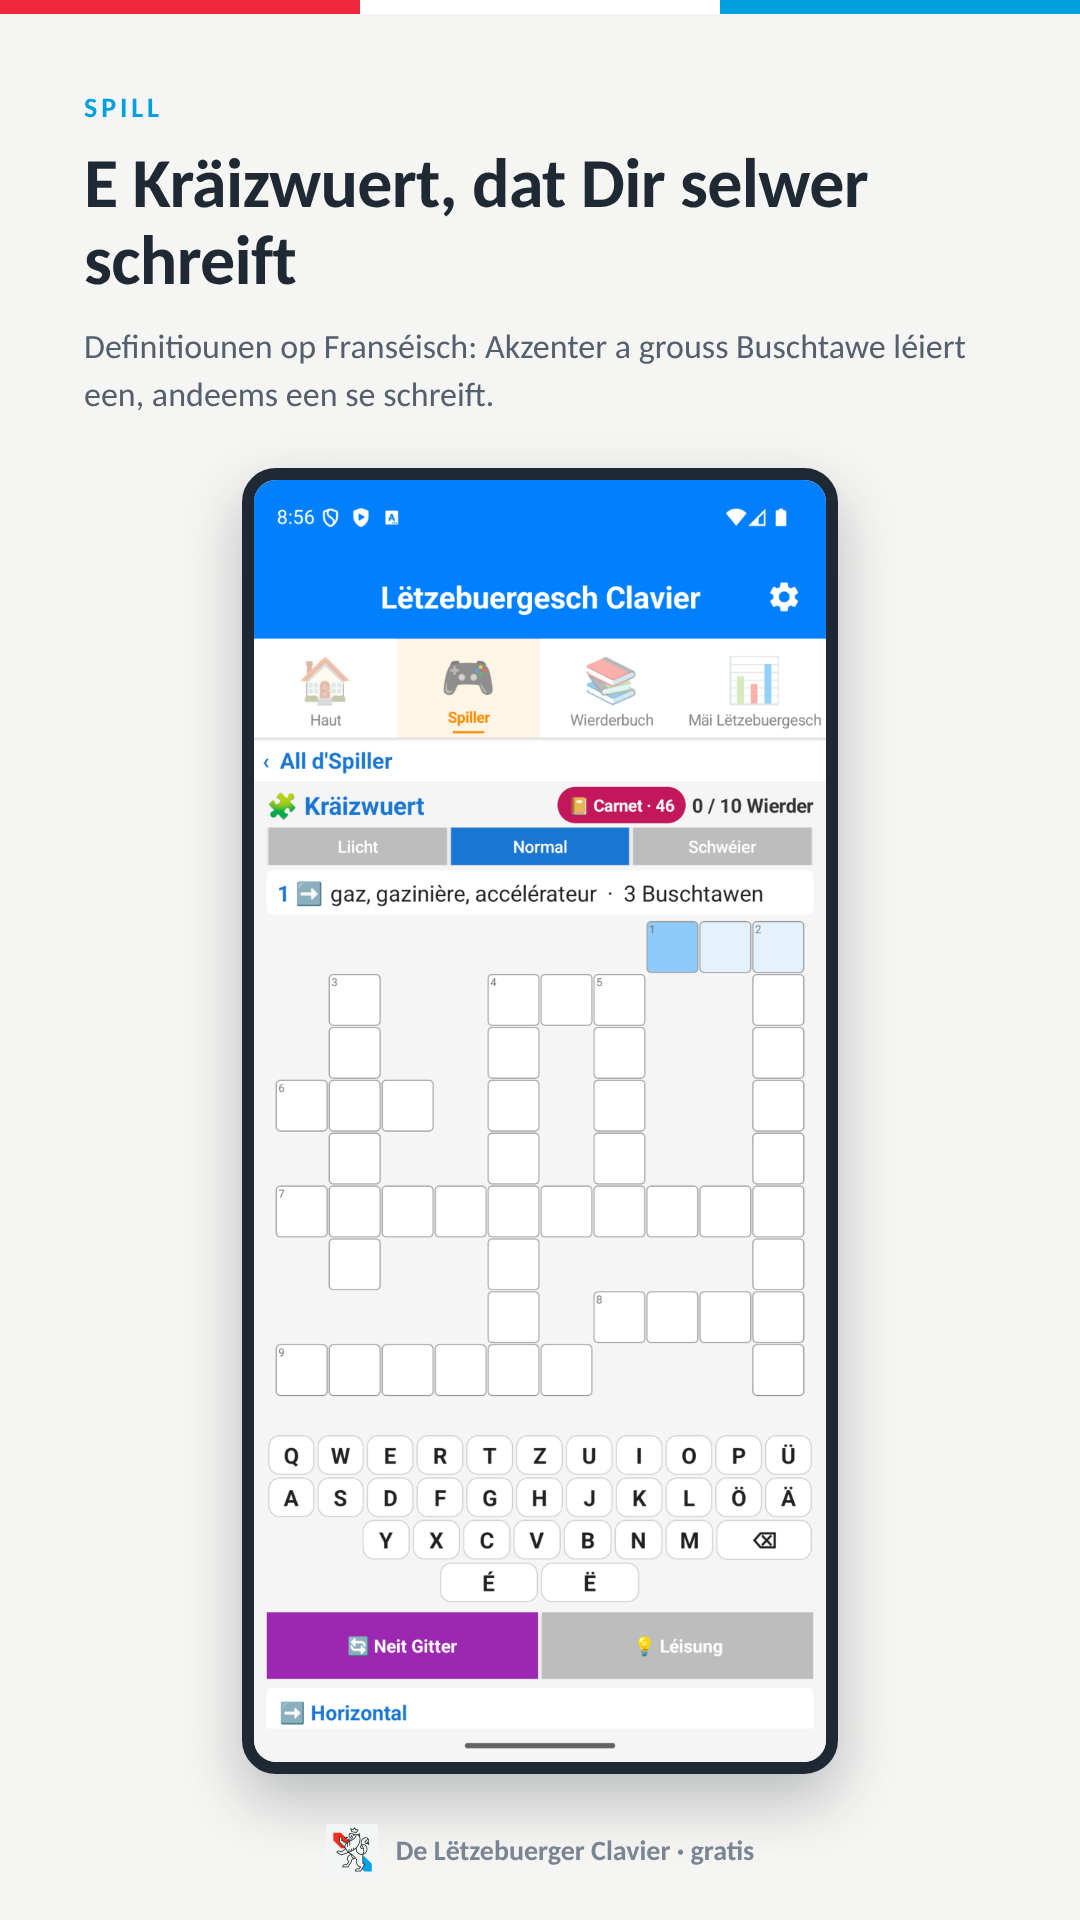 SPILL
E Kräizwuert, dat Dir selwer
schreift
Definitiounen op Franséisch: Akzenter a grouss Buschtawe léiert
een, andeems een se schreift.
8:56
Lëtzebuergesch Clavier
Haut
Spiller
Wierderbuch
Mäi Lëtzebuergesch
‹ All d'Spiller
Kräizwuert
Carnet · 46
0 / 10 Wierder
Liicht
Normal
Schwéier
1 ➡ gaz, gazinière, accélérateur · 3 Buschtawen
1 2
3 4 5
6
7
8
9
Q W E R T Z U I O P Ü
A S D F G H J K L Ö Ä
Y X C V B N M
É Ë
Neit Gitter
Léisung
➡ Horizontal
De Lëtzebuerger Clavier · gratis